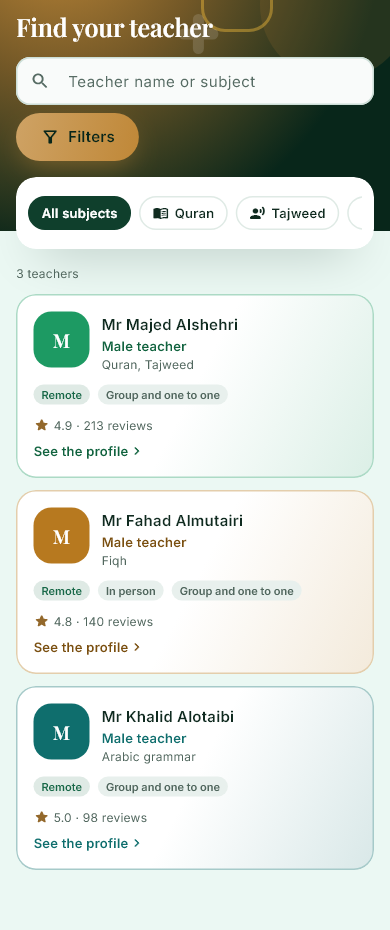 Find your teacher
Teacher name or subject
Filters
All subjects
Quran
Tajweed
3 teachers
M
Mr Majed Alshehri
Male teacher
Quran, Tajweed
Remote
Group and one to one
4.9 · 213 reviews
See the profile
M
Mr Fahad Almutairi
Male teacher
Fiqh
Remote
In person
Group and one to one
4.8 · 140 reviews
See the profile
M
Mr Khalid Alotaibi
Male teacher
Arabic grammar
Remote
Group and one to one
5.0 · 98 reviews
See the profile